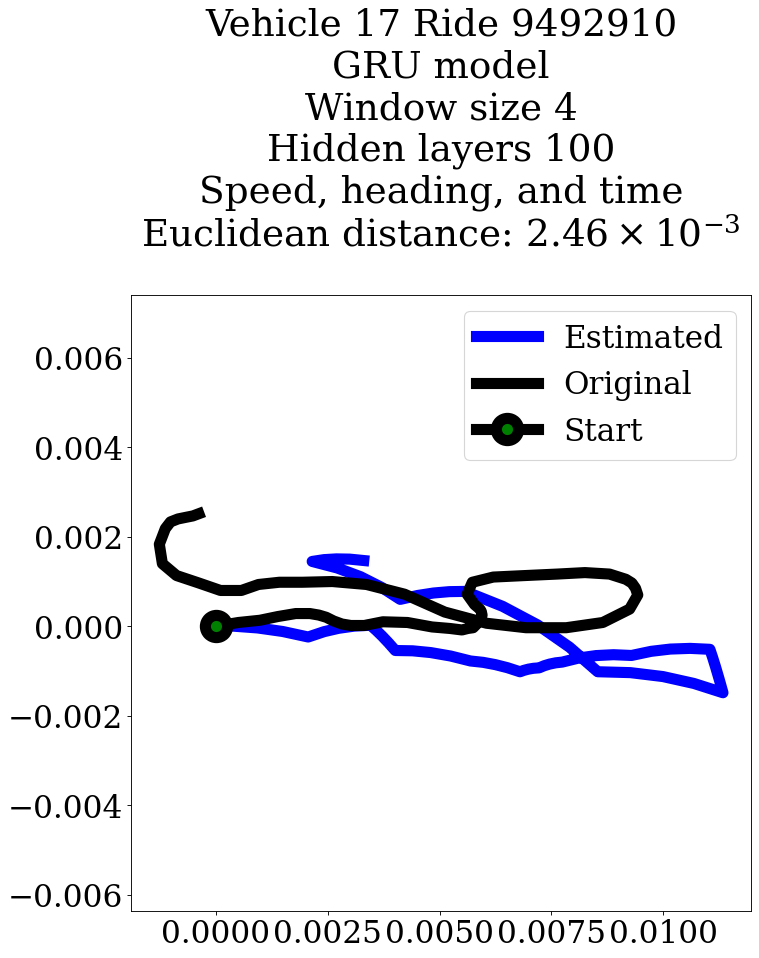 Vehicle 17 Ride 9492910
GRU model
Window size 4
Hidden layers 100
Speed, heading, and time
Euclidean distance: 2.46 × 10⁻³
Estimated
Original
Start
0.006
0.004
0.002
0.000
−0.002
−0.004
−0.006
0.0000 0.0025 0.0050 0.0075 0.0100